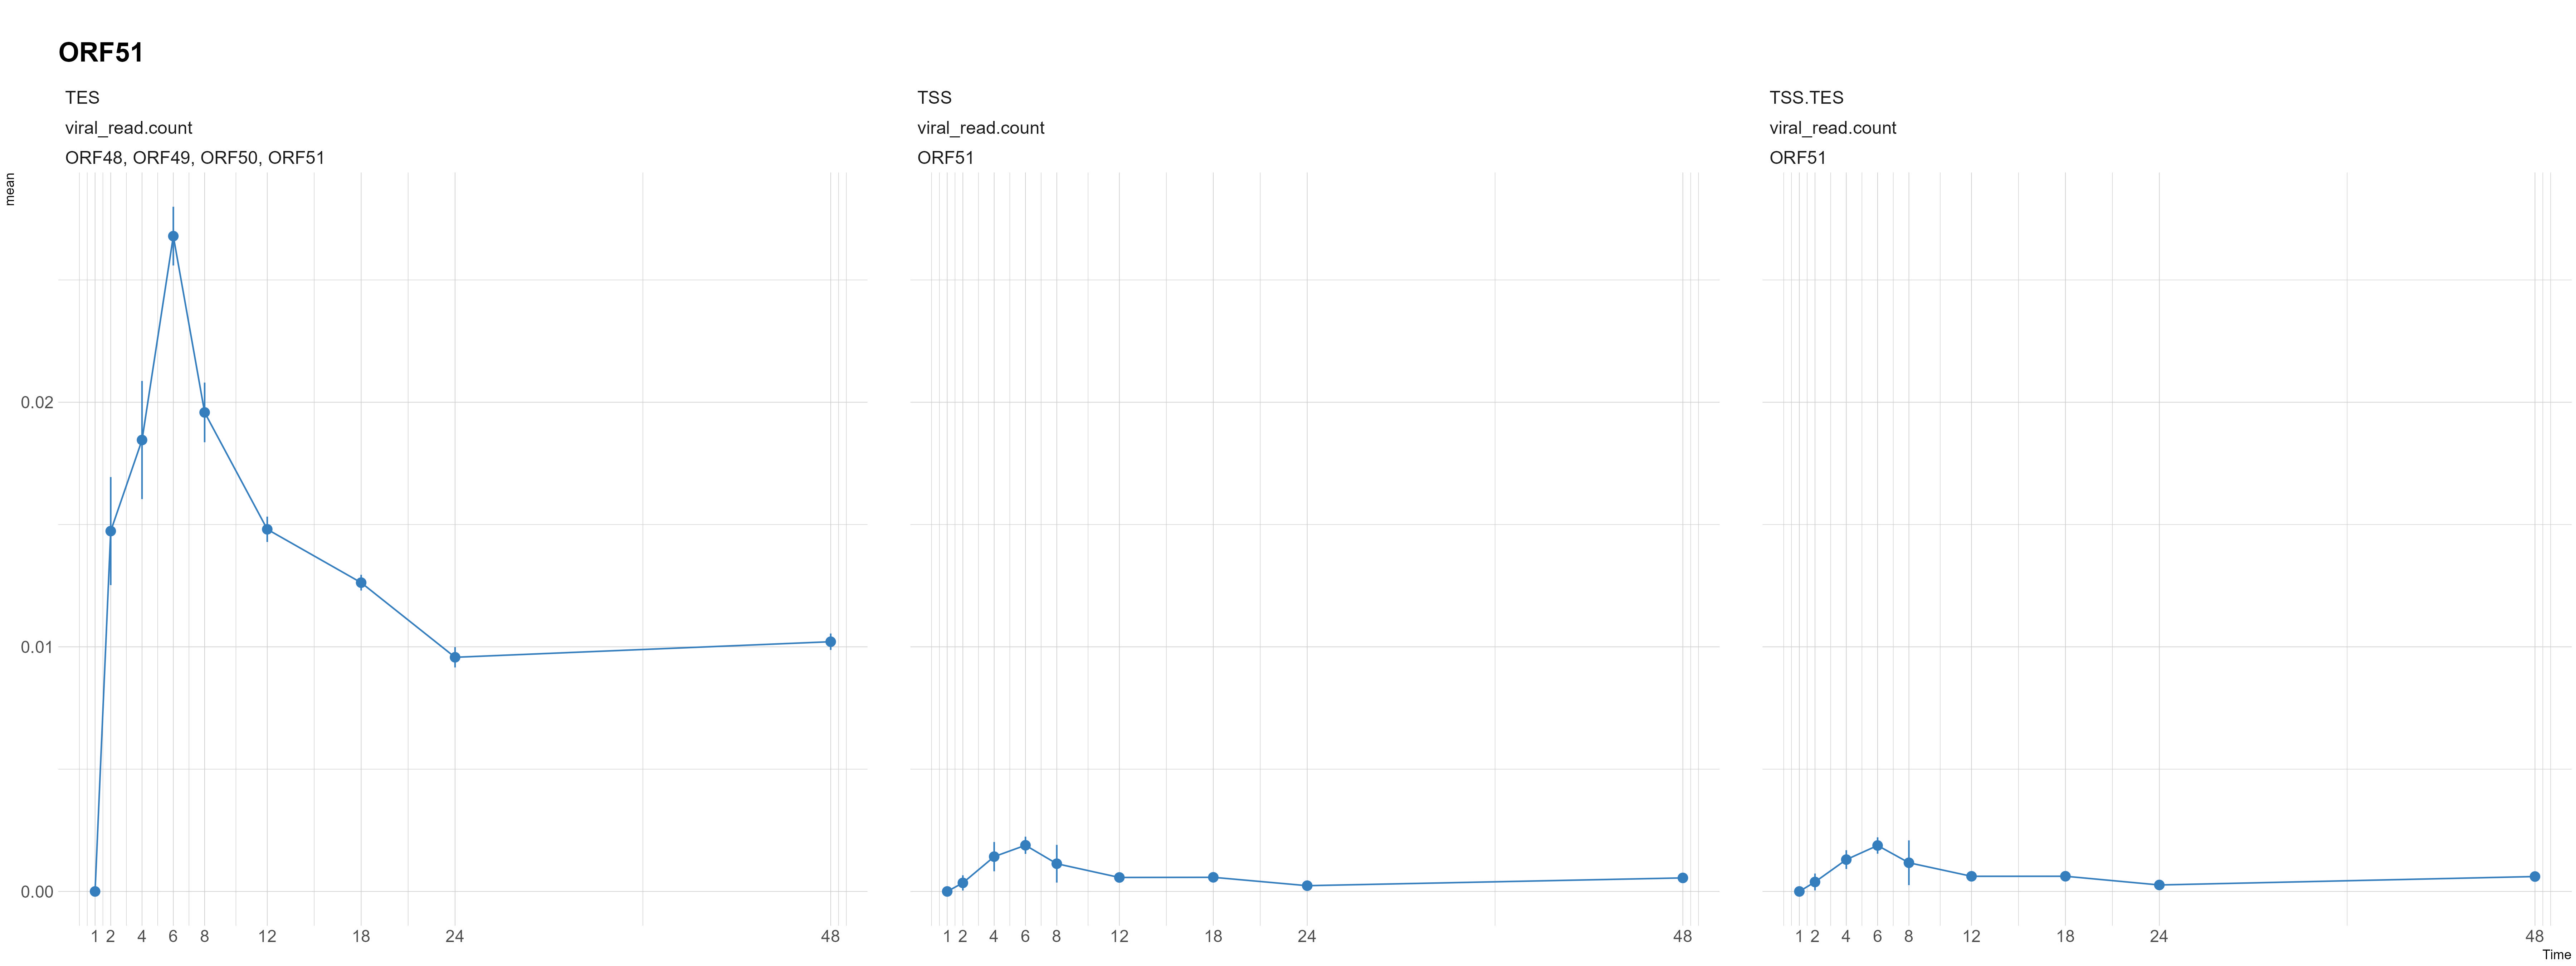 ORF51
TES
viral_read.count
ORF48, ORF49, ORF50, ORF51
TSS
viral_read.count
ORF51
TSS.TES
viral_read.count
ORF51
mean
0.02
0.01
0.00
1 2 4 6 8 12 18 24 48
1 2 4 6 8 12 18 24 48
1 2 4 6 8 12 18 24 48
Time